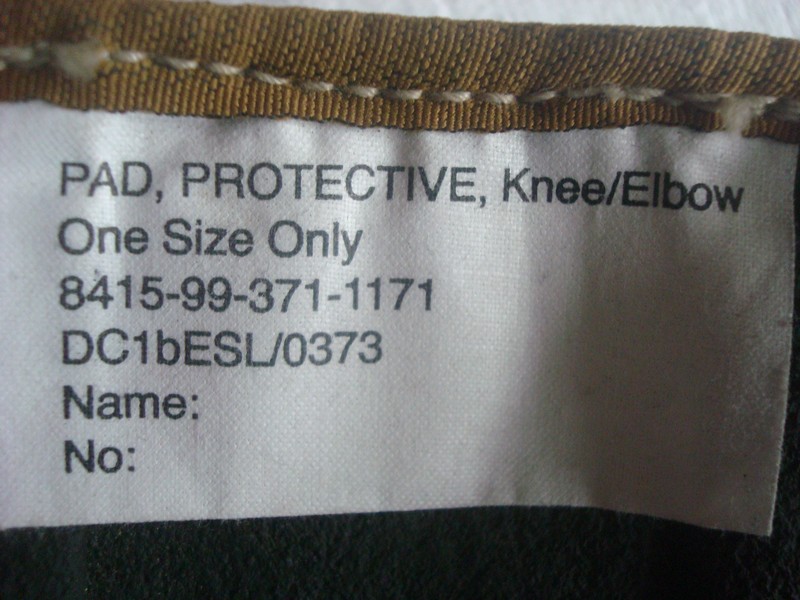 PAD, PROTECTIVE, Knee/Elbow
One Size Only
8415-99-371-1171
DC1bESL/0373
Name:
No: